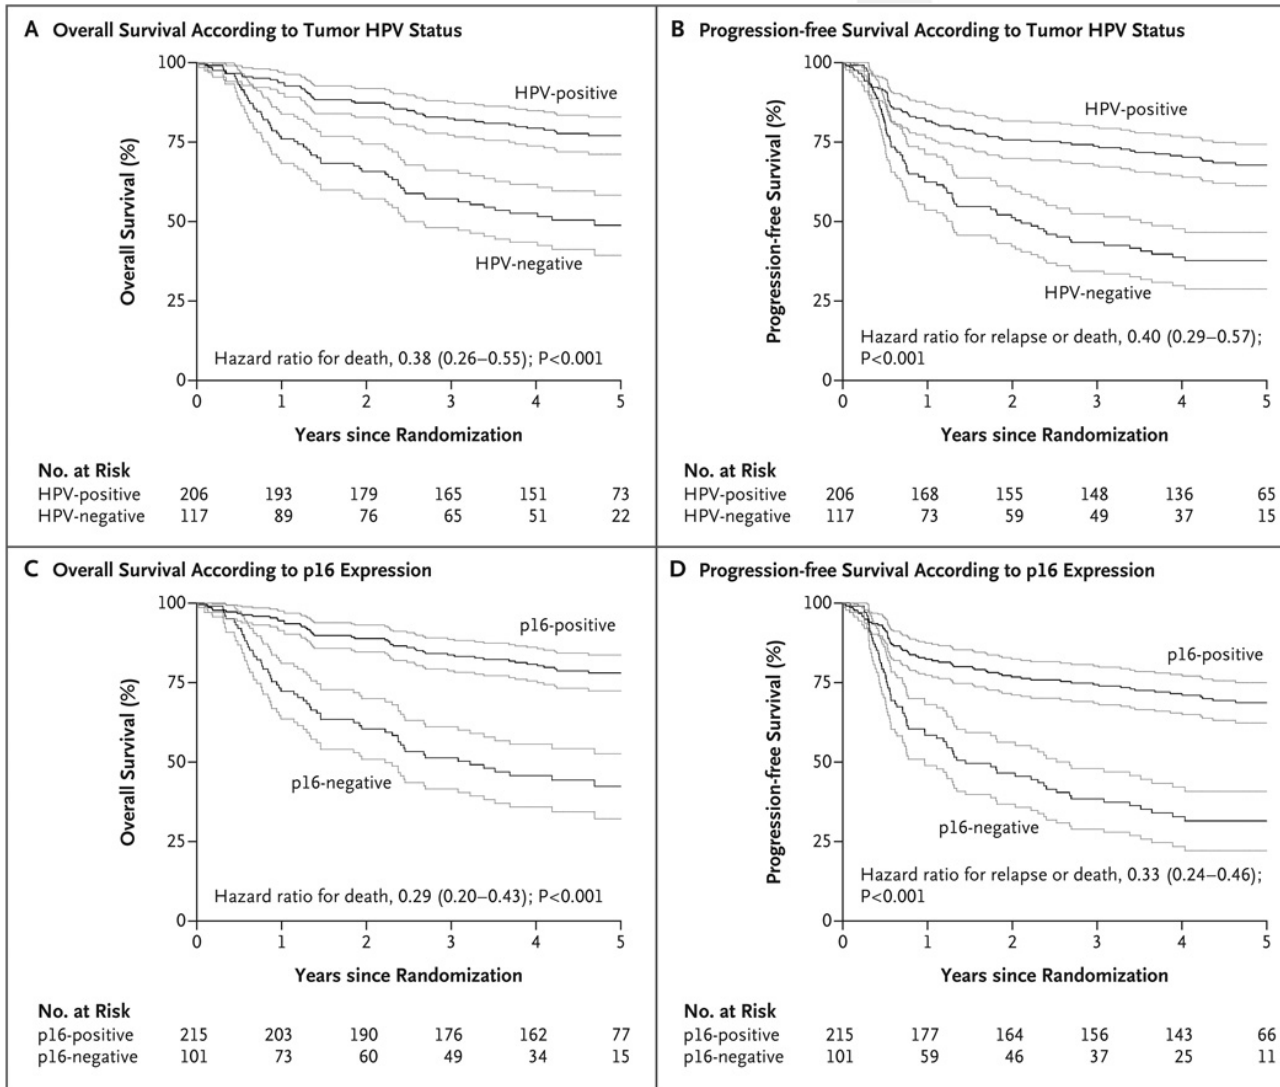 A Overall Survival According to Tumor HPV Status
100
75
50
25
0
Overall Survival (%)
HPV-positive
HPV-negative
Hazard ratio for death, 0.38 (0.26–0.55); P<0.001
0 1 2 3 4 5
Years since Randomization
No. at Risk
HPV-positive 206 193 179 165 151 73
HPV-negative 117 89 76 65 51 22
B Progression-free Survival According to Tumor HPV Status
100
75
50
25
0
Progression-free Survival (%)
HPV-positive
HPV-negative
Hazard ratio for relapse or death, 0.40 (0.29–0.57);
P<0.001
0 1 2 3 4 5
Years since Randomization
No. at Risk
HPV-positive 206 168 155 148 136 65
HPV-negative 117 73 59 49 37 15
C Overall Survival According to p16 Expression
100
75
50
25
0
Overall Survival (%)
p16-positive
p16-negative
Hazard ratio for death, 0.29 (0.20–0.43); P<0.001
0 1 2 3 4 5
Years since Randomization
No. at Risk
p16-positive 215 203 190 176 162 77
p16-negative 101 73 60 49 34 15
D Progression-free Survival According to p16 Expression
100
75
50
25
0
Progression-free Survival (%)
p16-positive
p16-negative
Hazard ratio for relapse or death, 0.33 (0.24–0.46);
P<0.001
0 1 2 3 4 5
Years since Randomization
No. at Risk
p16-positive 215 177 164 156 143 66
p16-negative 101 59 46 37 25 11